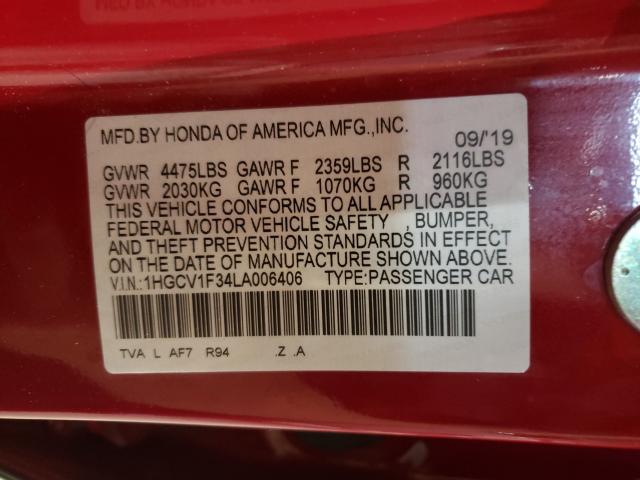 MFD.BY HONDA OF AMERICA MFG.,INC.
09/'19
GVWR 4475LBS GAWR F 2359LBS R 2116LBS
GVWR 2030KG GAWR F 1070KG R 960KG
THIS VEHICLE CONFORMS TO ALL APPLICABLE
FEDERAL MOTOR VEHICLE SAFETY , BUMPER,
AND THEFT PREVENTION STANDARDS IN EFFECT
ON DATE OF MANUFACTURE SHOWN ABOVE.
V.I.N.:1HGCV1F34LA006406 TYPE:PASSENGER CAR
TVA L AF7 R94 .Z .A